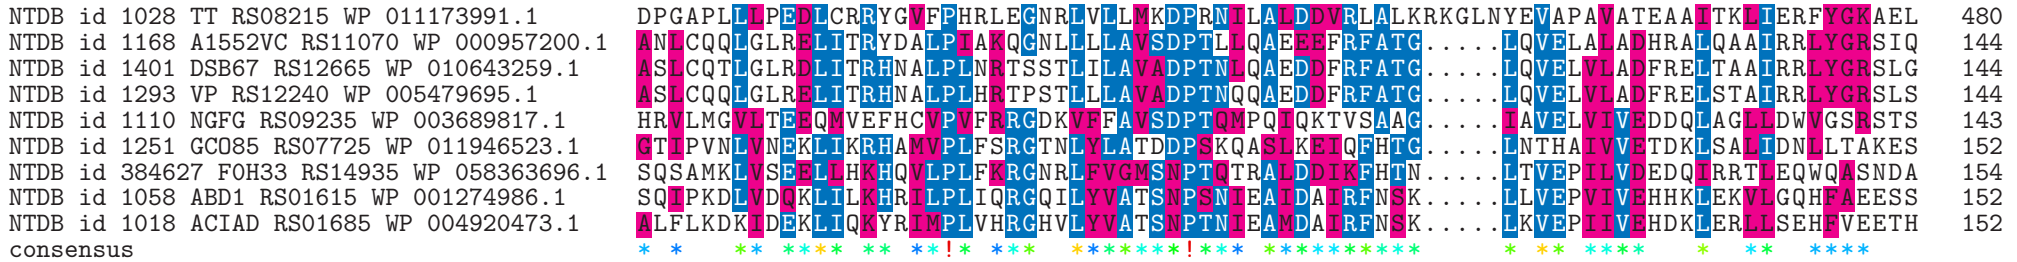 NTDB id 1028 TT RS08215 WP 011173991.1 DPGAPLLLPEDLCRRYGVFPHRLEGNRLVLLMKDPRNILALDDVRLALKRKGLNYEVAPAVATEAAITKLIERFYGKAEL 480
NTDB id 1168 A1552VC RS11070 WP 000957200.1 ANLCQQLGLRELITRYDALPIAKQGNLLLLAVSDPTLLQAEEEFRFATG.....LQVELALADHRALQAAIRRLYGRSIQ 144
NTDB id 1401 DSB67 RS12665 WP 010643259.1 ASLCQTLGLRDLITRHNALPLNRTSSTLILAVADPTNLQAEDDFRFATG.....LQVELVLADFRELTAAIRRLYGRSLG 144
NTDB id 1293 VP RS12240 WP 005479695.1 ASLCQQLGLRELITRHNALPLHRTPSTLLLAVADPTNQQAEDDFRFATG.....LQVELVLADFRELSTAIRRLYGRSLS 144
NTDB id 1110 NGFG RS09235 WP 003689817.1 HRVLMGVLTEEQMVEFHCVPVFRRGDKVFFAVSDPTQMPQIQKTVSAAG.....IAVELVIVEDDQLAGLLDWVGSRSTS 143
NTDB id 1251 GCO85 RS07725 WP 011946523.1 GTIPVNLVNEKLIKRHAMVPLFSRGTNLYLATDDPSKQASLKEIQFHTG.....LNTHAIVVETDKLSALIDNLLTAKES 152
NTDB id 384627 FOH33 RS14935 WP 058363696.1 SQSAMKLVSEELLHKHQVLPLFKRGNRLFVGMSNPTQTRALDDIKFHTN.....LTVEPILVDEDQIRRTLEQWQASNDA 154
NTDB id 1058 ABD1 RS01615 WP 001274986.1 SQIPKDLVDQKLILKHRILPLIQRGQILYVATSNPSNIEAIDAIRFNSK.....LLVEPIVVEHHKLEKVLGQHFAEESS 152
NTDB id 1018 ACIAD RS01685 WP 004920473.1 ALFLKDKIDEKLIQKYRIMPLVHRGHVLYVATSNPTNIEAMDAIRFNSK.....LKVEPIIVEHDKLERLLSEHFVEETH 152
consensus * *   ** **** ** **!* ***  *******!*** **********     * ** ****   *  ** ****